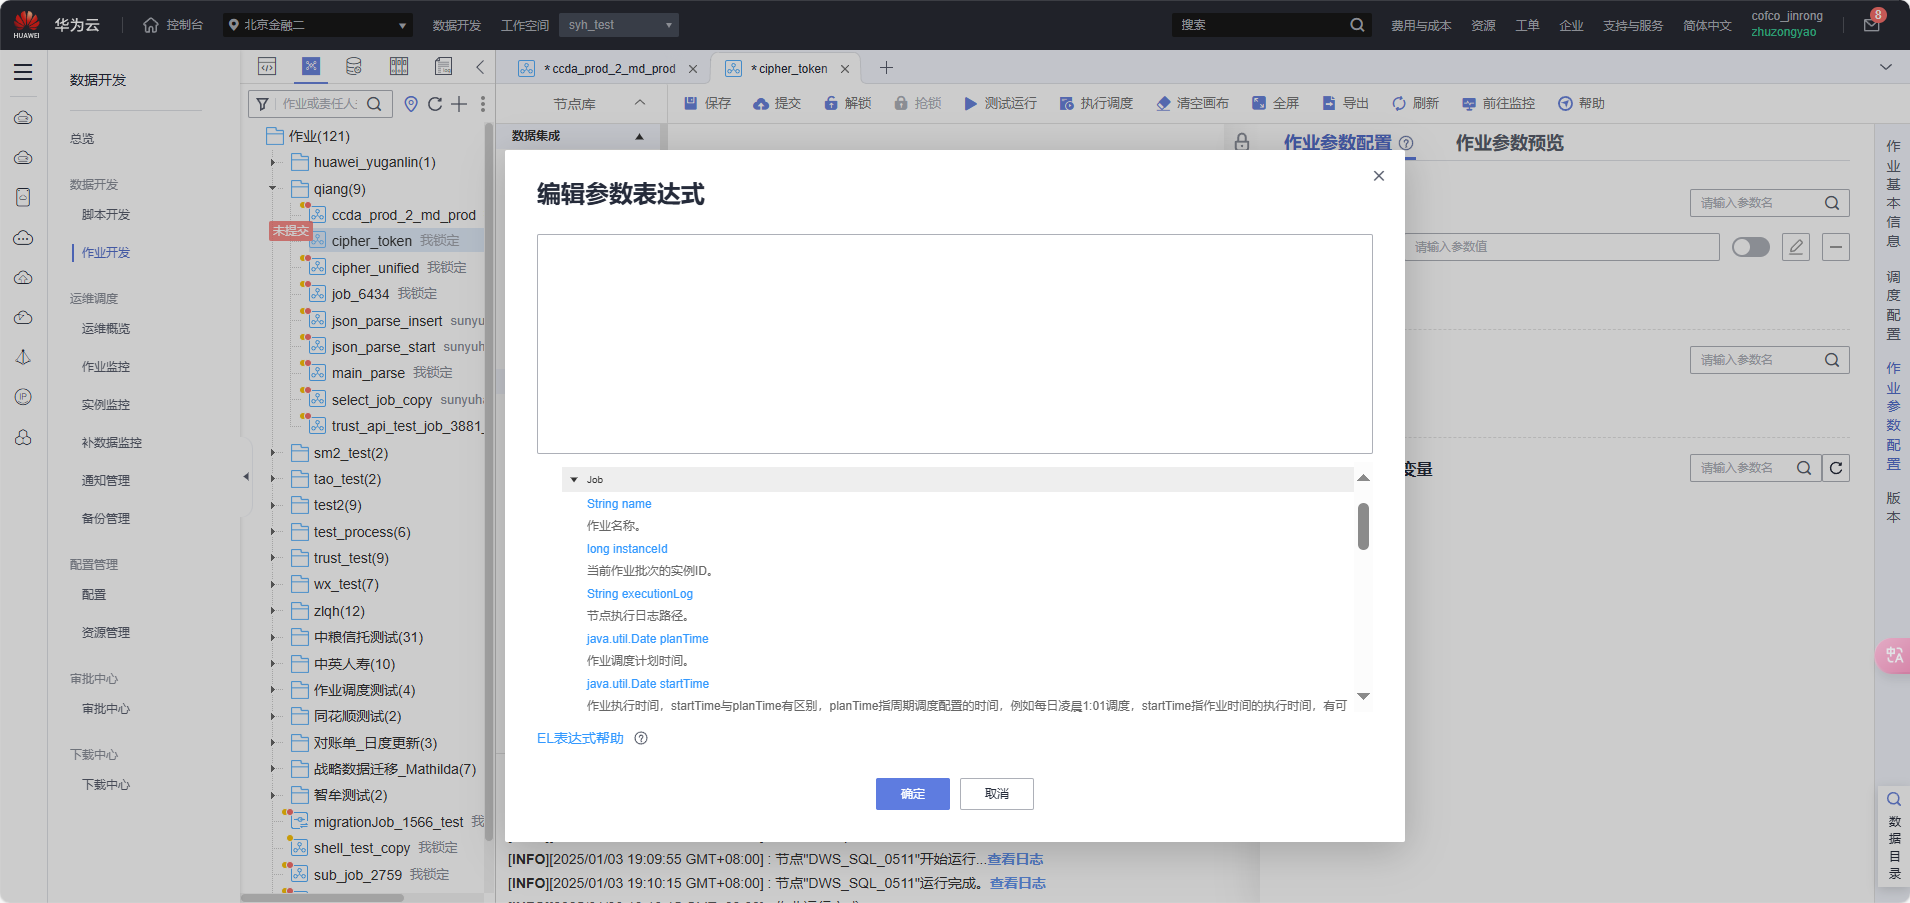 HUAWEI
华为云
控制台
北京金融二
数据开发
工作空间
syh_test
搜索
费用与成本
资源
工单
企业
支持与服务
简体中文
cofco_jinrong
zhuzongyao
8
数据开发
总览
数据开发
脚本开发
作业开发
运维调度
运维概览
作业监控
实例监控
补数据监控
通知管理
备份管理
配置管理
配置
资源管理
审批中心
审批中心
下载中心
下载中心
作业或责任人:
作业(121)
huawei_yuganlin(1)
qiang(9)
ccda_prod_2_md_prod
未提交
cipher_token 我锁定
cipher_unified 我锁定
job_6434 我锁定
json_parse_insert sunyu
json_parse_start sunyuh
main_parse 我锁定
select_job_copy sunyuh
trust_api_test_job_3881_
sm2_test(2)
tao_test(2)
test2(9)
test_process(6)
trust_test(9)
wx_test(7)
zlqh(12)
中粮信托测试(31)
中英人寿(10)
作业调度测试(4)
同花顺测试(2)
对账单_日度更新(3)
战略数据迁移_Mathilda(7)
智牟测试(2)
migrationJob_1566_test 我
shell_test_copy 我锁定
sub_job_2759 我锁定
* ccda_prod_2_md_prod
* cipher_token
节点库
保存
提交
解锁
抢锁
测试运行
执行调度
清空画布
全屏
导出
刷新
前往监控
帮助
数据集成
作业参数配置
作业参数预览
请输入参数名
请输入参数值
请输入参数名
变量
请输入参数名
作业基本信息
调度配置
作业参数配置
版本
中A
数据目录
编辑参数表达式
Job
String name
作业名称。
long instanceId
当前作业批次的实例ID。
String executionLog
节点执行日志路径。
java.util.Date planTime
作业调度计划时间。
java.util.Date startTime
作业执行时间，startTime与planTime有区别，planTime指周期调度配置的时间，例如每日凌晨1:01调度，startTime指作业时间的执行时间，有可
EL表达式帮助
确定
取消
[INFO][2025/01/03 19:09:55 GMT+08:00] : 节点"DWS_SQL_0511"开始运行...查看日志
[INFO][2025/01/03 19:10:15 GMT+08:00] : 节点"DWS_SQL_0511"运行完成。查看日志